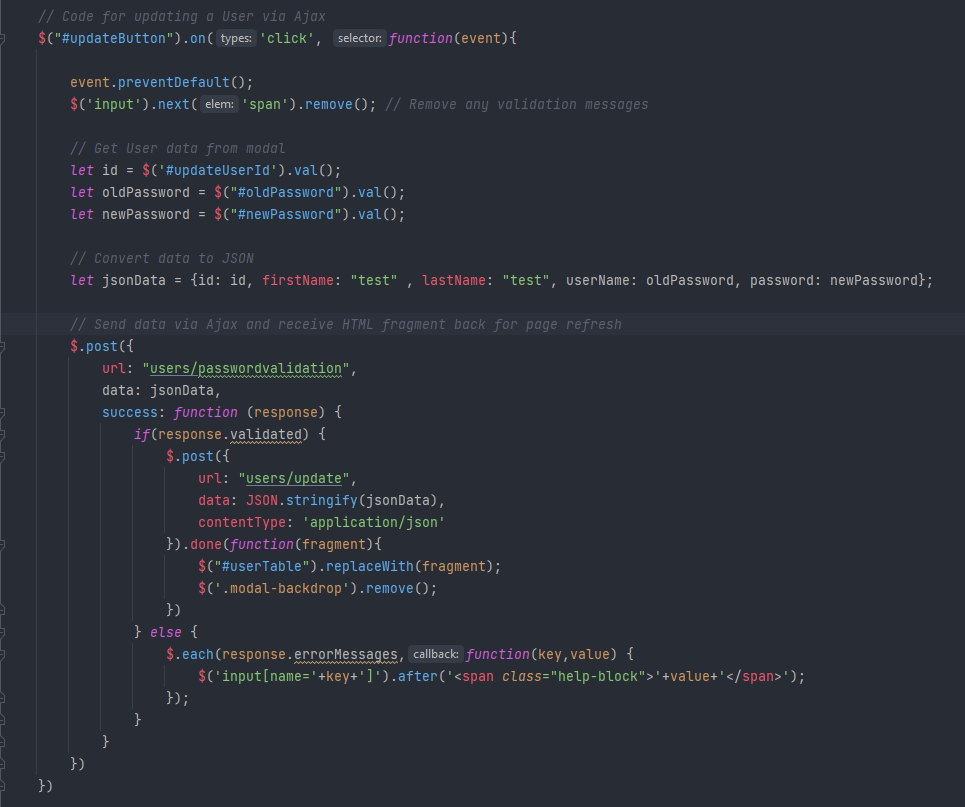 // Code for updating a User via Ajax
$("#updateButton").on( types: 'click', selector: function(event){
event.preventDefault();
$('input').next( elem: 'span').remove(); // Remove any validation messages
// Get User data from modal
let id = $('#updateUserId').val();
let oldPassword = $("#oldPassword").val();
let newPassword = $("#newPassword").val();
// Convert data to JSON
let jsonData = {id: id, firstName: "test" , lastName: "test", userName: oldPassword, password: newPassword};
// Send data via Ajax and receive HTML fragment back for page refresh
$.post({
url: "users/passwordvalidation",
data: jsonData,
success: function (response) {
if(response.validated) {
$.post({
url: "users/update",
data: JSON.stringify(jsonData),
contentType: 'application/json'
}).done(function(fragment){
$("#userTable").replaceWith(fragment);
$('.modal-backdrop').remove();
})
} else {
$.each(response.errorMessages, callback: function(key,value) {
$('input[name='+key+']').after('<span class="help-block">'+value+'</span>');
});
}
}
})
})